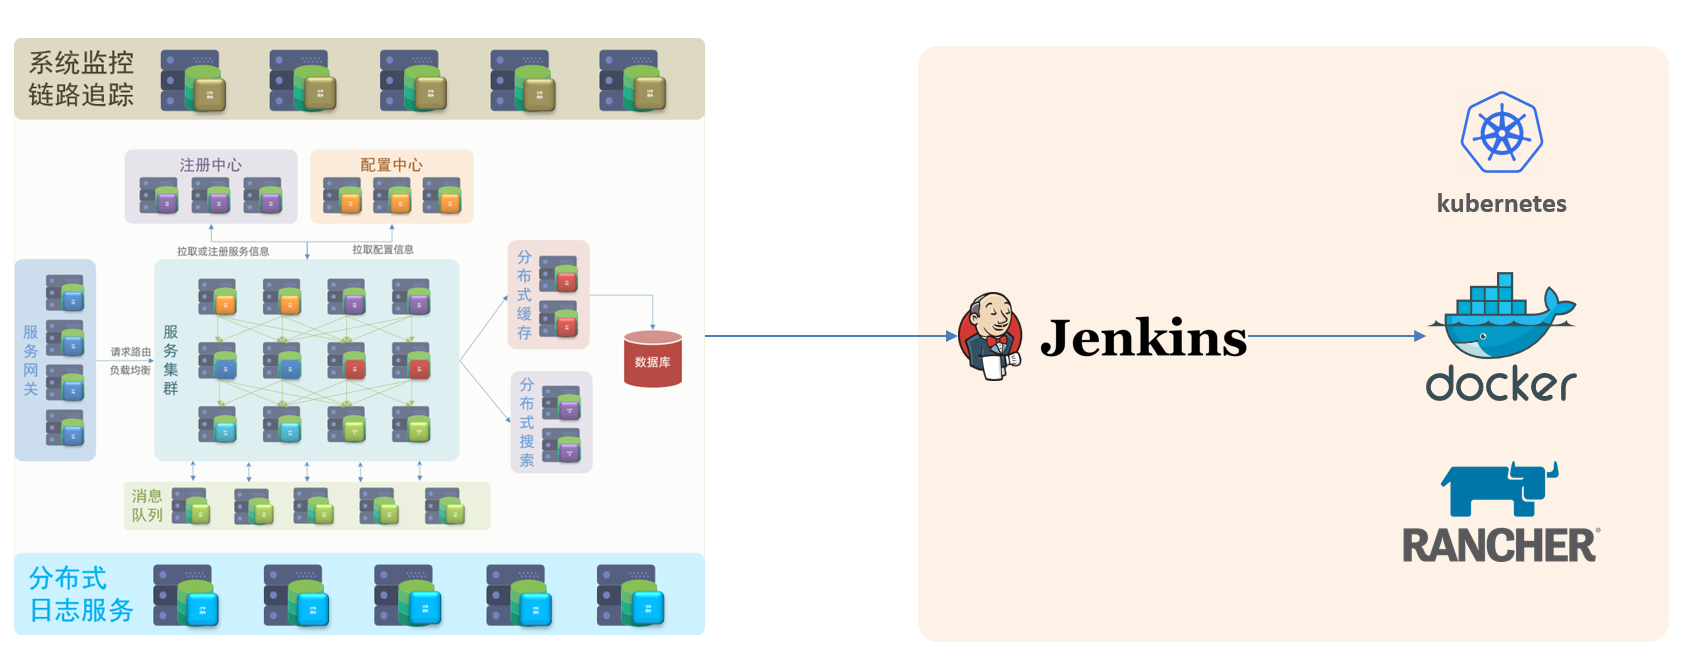 系统监控
链路追踪
注册中心
配置中心
拉取或注册服务信息
拉取配置信息
服务网关
请求路由
负载均衡
服务集群
分布式缓存
数据库
分布式搜索
消息
队列
分布式
日志服务
Jenkins
kubernetes
docker
RANCHER®